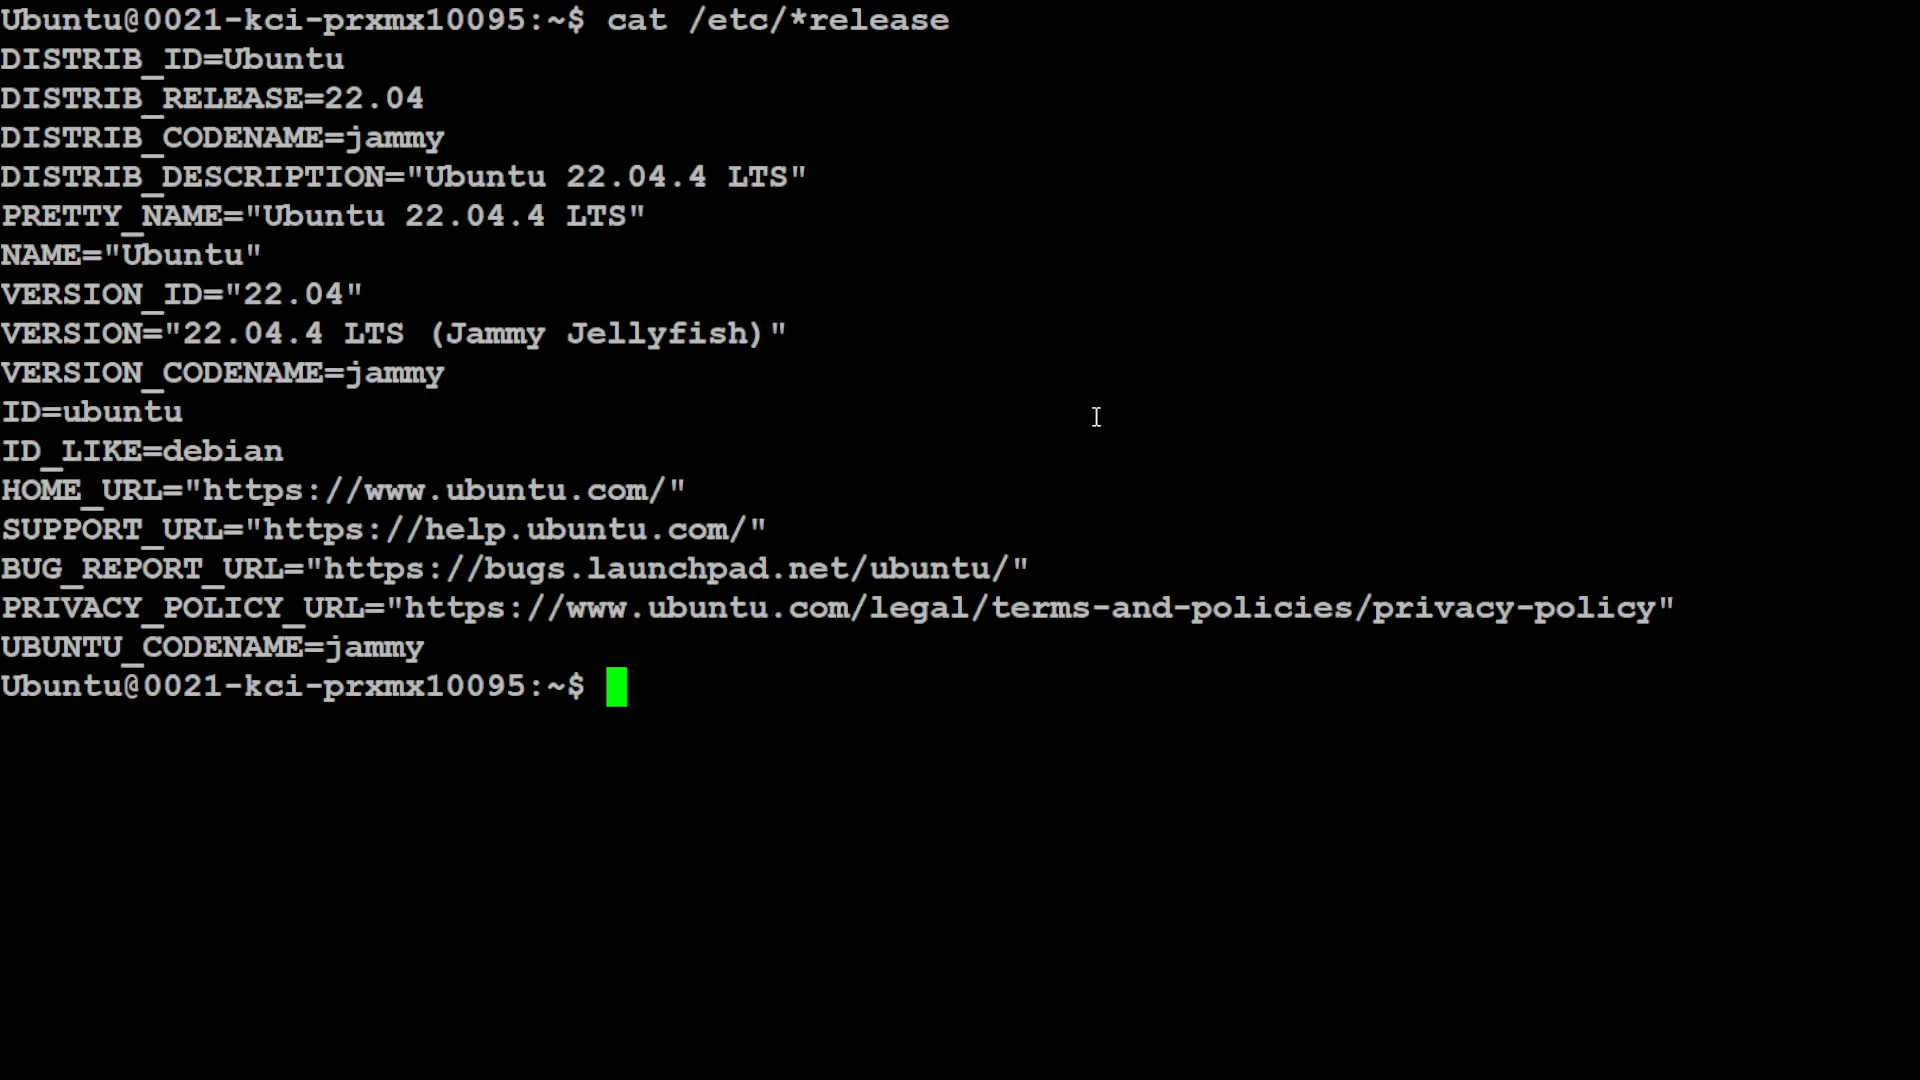 Ubuntu@0021-kci-prxmx10095:~$ cat /etc/*release
DISTRIB_ID=Ubuntu
DISTRIB_RELEASE=22.04
DISTRIB_CODENAME=jammy
DISTRIB_DESCRIPTION="Ubuntu 22.04.4 LTS"
PRETTY_NAME="Ubuntu 22.04.4 LTS"
NAME="Ubuntu"
VERSION_ID="22.04"
VERSION="22.04.4 LTS (Jammy Jellyfish)"
VERSION_CODENAME=jammy
ID=ubuntu
ID_LIKE=debian
HOME_URL="https://www.ubuntu.com/"
SUPPORT_URL="https://help.ubuntu.com/"
BUG_REPORT_URL="https://bugs.launchpad.net/ubuntu/"
PRIVACY_POLICY_URL="https://www.ubuntu.com/legal/terms-and-policies/privacy-policy"
UBUNTU_CODENAME=jammy
Ubuntu@0021-kci-prxmx10095:~$